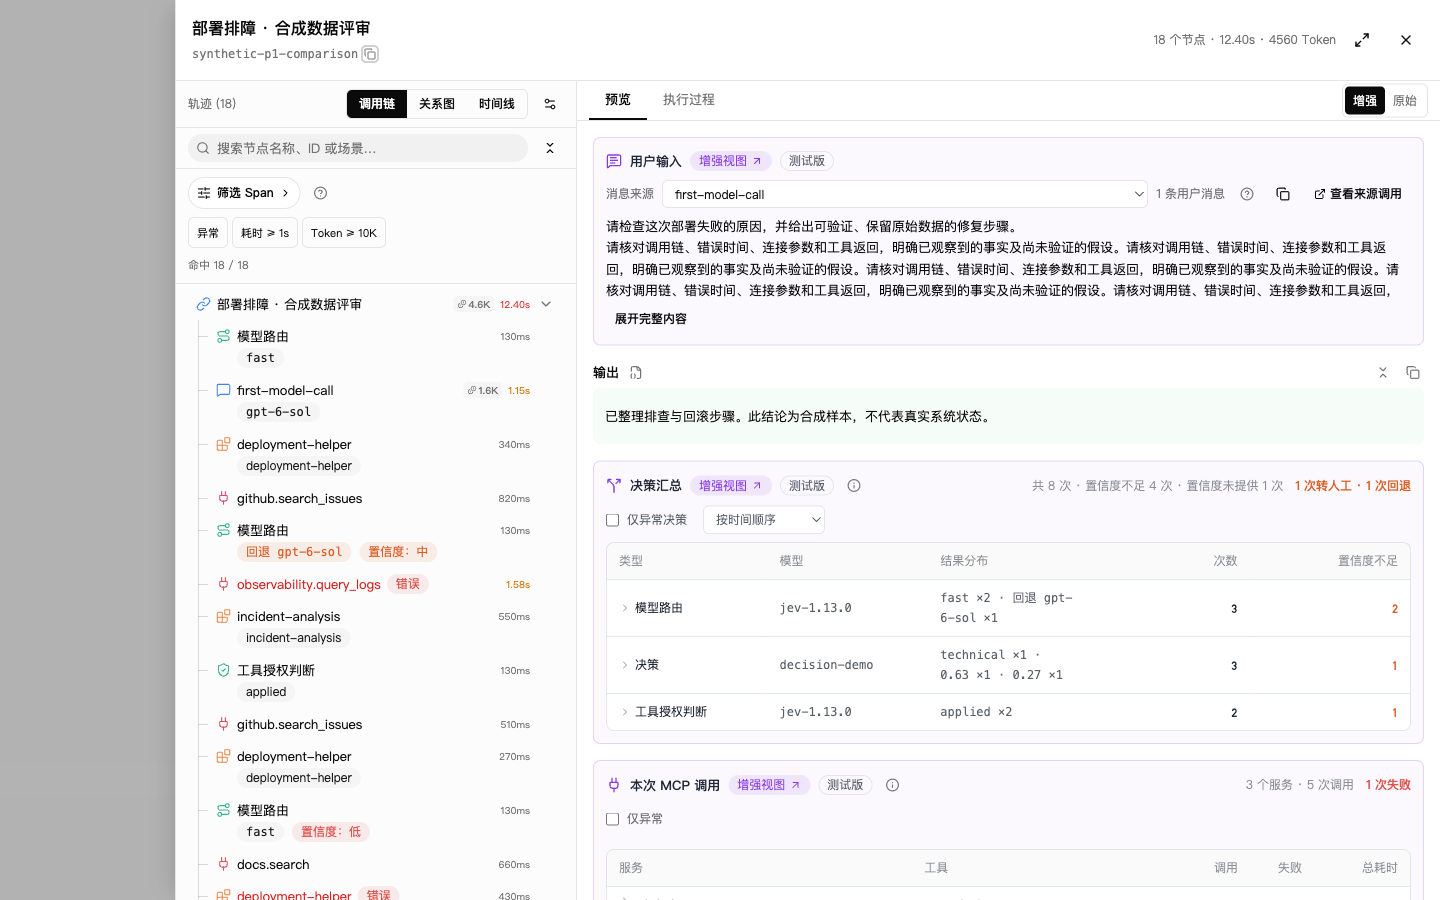 部署排障 · 合成数据评审
synthetic-p1-comparison
18 个节点 · 12.40s · 4560 Token
轨迹 (18)
调用链
关系图
时间线
搜索节点名称、ID 或场景...
筛选 Span
异常
耗时 ≥ 1s
Token ≥ 10K
命中 18 / 18
部署排障 · 合成数据评审 4.6K 12.40s
模型路由 130ms
fast
first-model-call 1.6K 1.15s
gpt-6-sol
deployment-helper 340ms
deployment-helper
github.search_issues 820ms
模型路由 130ms
回退 gpt-6-sol 置信度：中
observability.query_logs 错误 1.58s
incident-analysis 550ms
incident-analysis
工具授权判断 130ms
applied
github.search_issues 510ms
deployment-helper 270ms
deployment-helper
模型路由 130ms
fast 置信度：低
docs.search 660ms
deployment-helper 错误 430ms
预览
执行过程
增强
原始
用户输入 增强视图 ↗ 测试版
消息来源 first-model-call 1 条用户消息 查看来源调用
请检查这次部署失败的原因，并给出可验证、保留原始数据的修复步骤。
请核对调用链、错误时间、连接参数和工具返回，明确已观察到的事实及尚未验证的假设。请核对调用链、错误时间、连接参数和工具返
回，明确已观察到的事实及尚未验证的假设。请核对调用链、错误时间、连接参数和工具返回，明确已观察到的事实及尚未验证的假设。请
核对调用链、错误时间、连接参数和工具返回，明确已观察到的事实及尚未验证的假设。请核对调用链、错误时间、连接参数和工具返回，
展开完整内容
输出
已整理排查与回滚步骤。此结论为合成样本，不代表真实系统状态。
决策汇总 增强视图 ↗ 测试版
共 8 次 · 置信度不足 4 次 · 置信度未提供 1 次 1 次转人工 · 1 次回退
仅异常决策 按时间顺序
类型 模型 结果分布 次数 置信度不足
模型路由 jev-1.13.0 fast ×2 · 回退 gpt-
6-sol ×1 3 2
决策 decision-demo technical ×1 ·
0.63 ×1 · 0.27 ×1 3 1
工具授权判断 jev-1.13.0 applied ×2 2 1
本次 MCP 调用 增强视图 ↗ 测试版
3 个服务 · 5 次调用 1 次失败
仅异常
服务 工具 调用 失败 总耗时